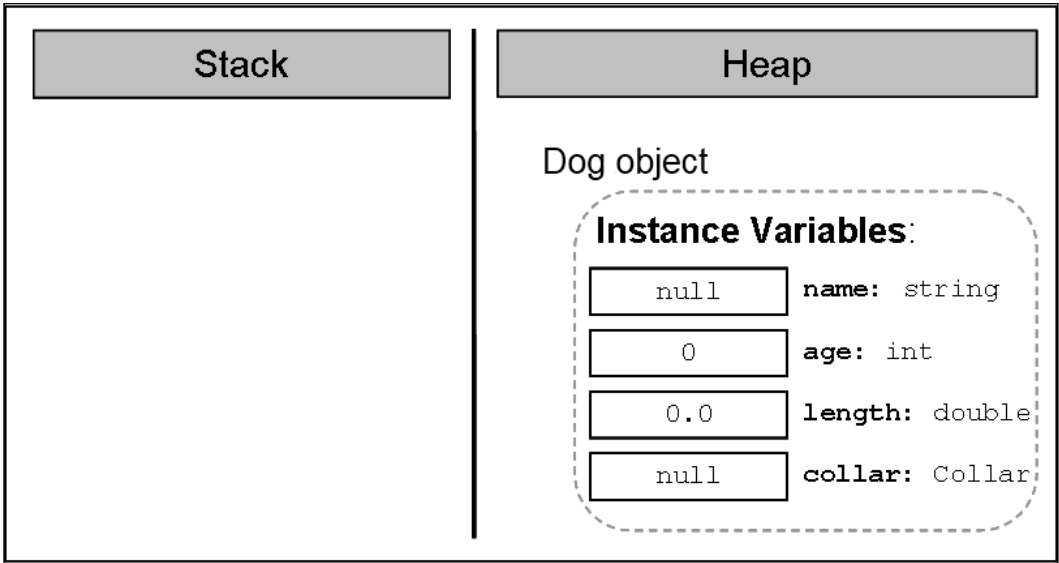 Stack
Heap
Dog object
Instance Variables:
null name: string
0 age: int
0.0 length: double
null collar: Collar